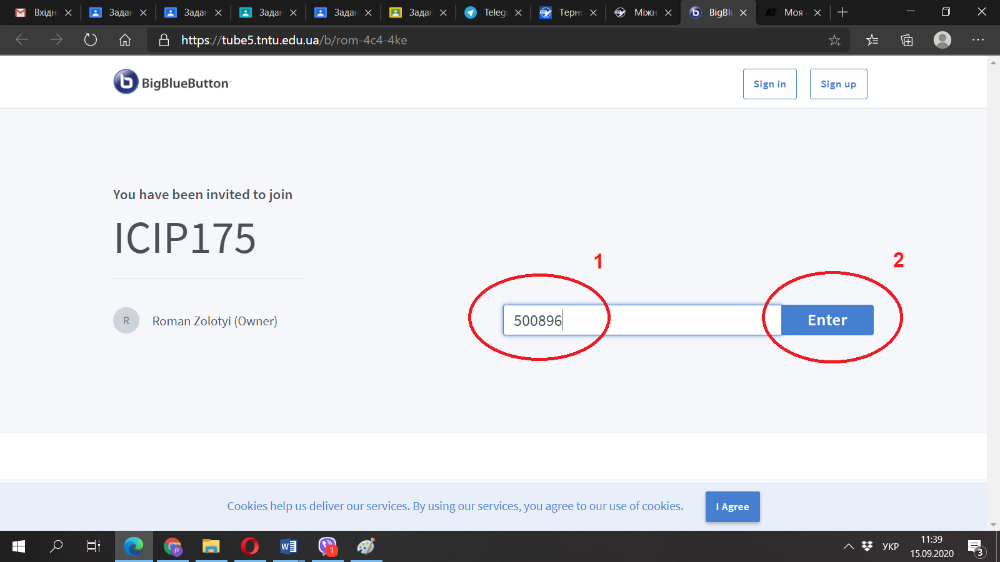 Вхідн
Задан
Задан
Задан
Задан
Задан
Telegr
Терно
Міжн
BigBlu
AT Моя
https://tube5.tntu.edu.ua/b/rom-4c4-4ke
b BigBlueButton
Sign in
Sign up
You have been invited to join
ICIP175
1
2
R Roman Zolotyi (Owner)
500896
Enter
Cookies help us deliver our services. By using our services, you agree to our use of cookies.
I Agree
P
W
1
УКР
11:39
15.09.2020
3